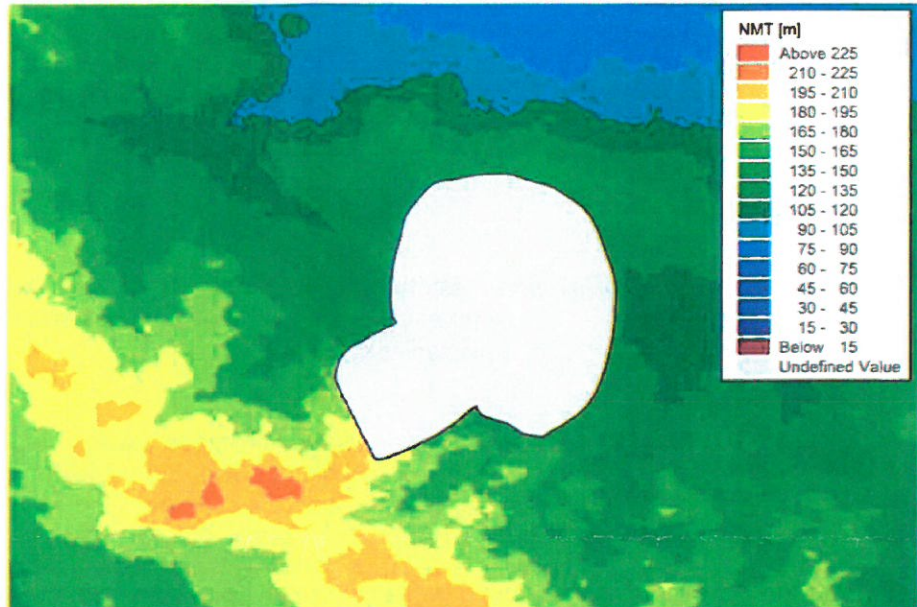 NMT [m]
Above 225
210 - 225
195 - 210
180 - 195
165 - 180
150 - 165
135 - 150
120 - 135
105 - 120
90 - 105
75 - 90
60 - 75
45 - 60
30 - 45
15 - 30
Below 15
Undefined Value